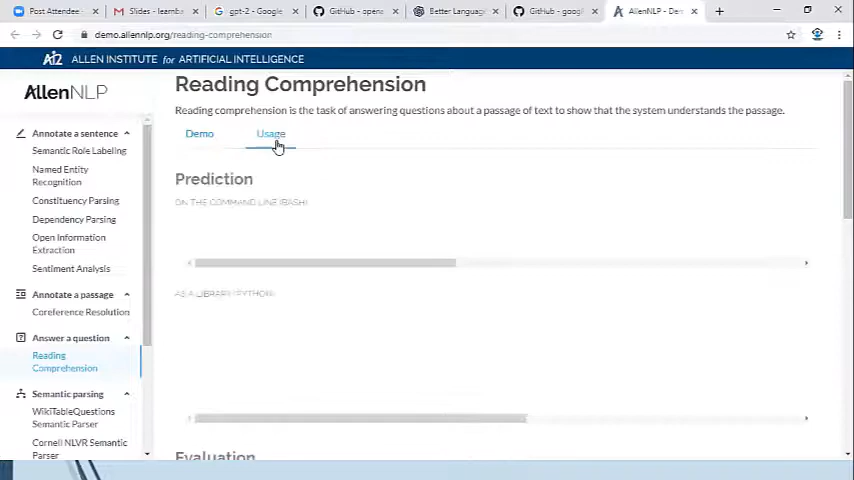 Post Attendee
Slides - learnb
gpt-2 - Google
GitHub - open
Better Languag
GitHub - goog
AllenNLP - Dem
demo.allennlp.org/reading-comprehension
Ai2 ALLEN INSTITUTE for ARTIFICIAL INTELLIGENCE
AllenNLP
Annotate a sentence
Semantic Role Labeling
Named Entity
Recognition
Constituency Parsing
Dependency Parsing
Open Information
Extraction
Sentiment Analysis
Annotate a passage
Coreference Resolution
Answer a question
Reading
Comprehension
Semantic parsing
WikiTableQuestions
Semantic Parser
Cornell NLVR Semantic
Parser
Reading Comprehension
Reading comprehension is the task of answering questions about a passage of text to show that the system understands the passage.
Demo
Usage
Prediction
ON THE COMMAND LINE (BASH)
AS A LIBRARY (PYTHON)
Evaluation